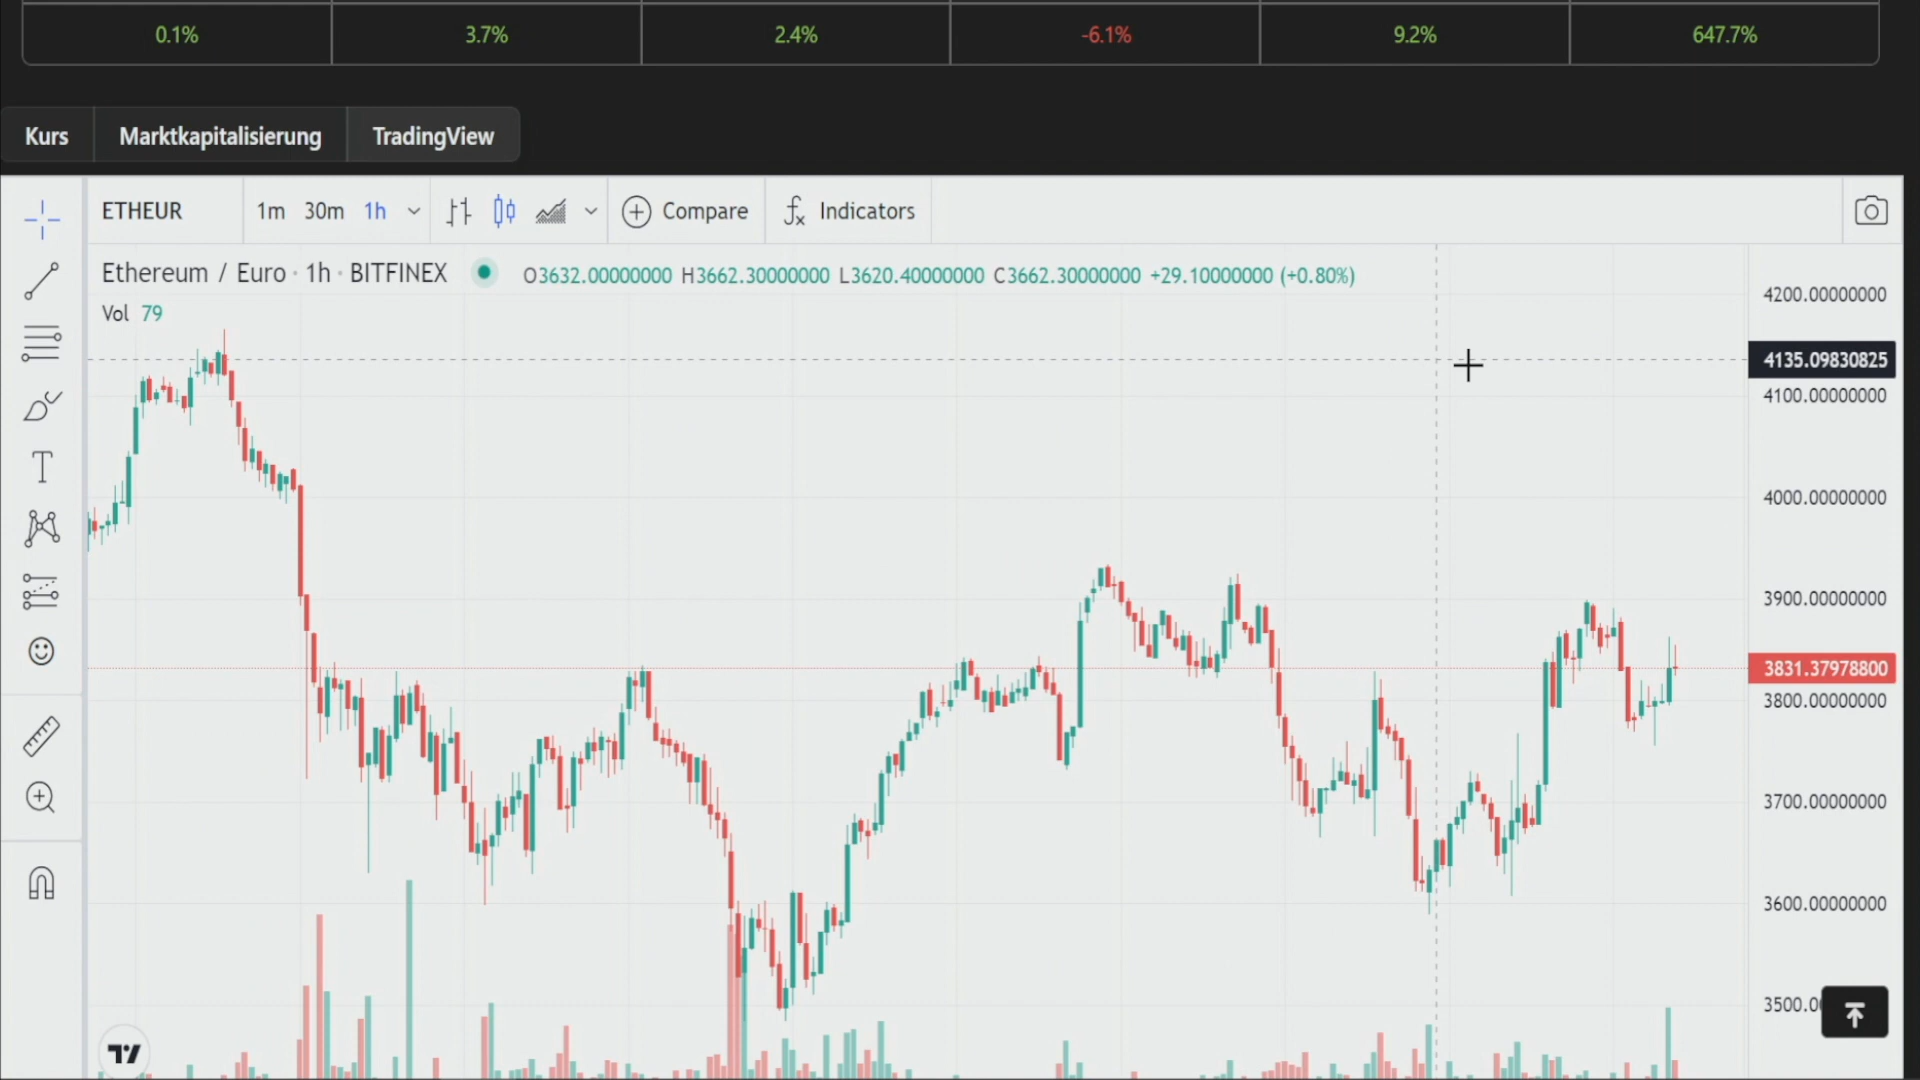 0.1% 3.7% 2.4% -6.1% 9.2% 647.7%
Kurs Marktkapitalisierung TradingView
ETHEUR 1m 30m 1h Compare fx Indicators
Ethereum / Euro · 1h · BITFINEX O3632.00000000 H3662.30000000 L3620.40000000 C3662.30000000 +29.10000000 (+0.80%)
Vol 79
4200.00000000
4135.09830825
4100.00000000
4000.00000000
3900.00000000
3831.37978800
3800.00000000
3700.00000000
3600.00000000
3500.0